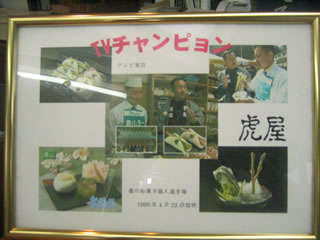 TVチャンピョン
テレビ東京
虎屋
春の和菓子職人選手権
1999年4月22日放映